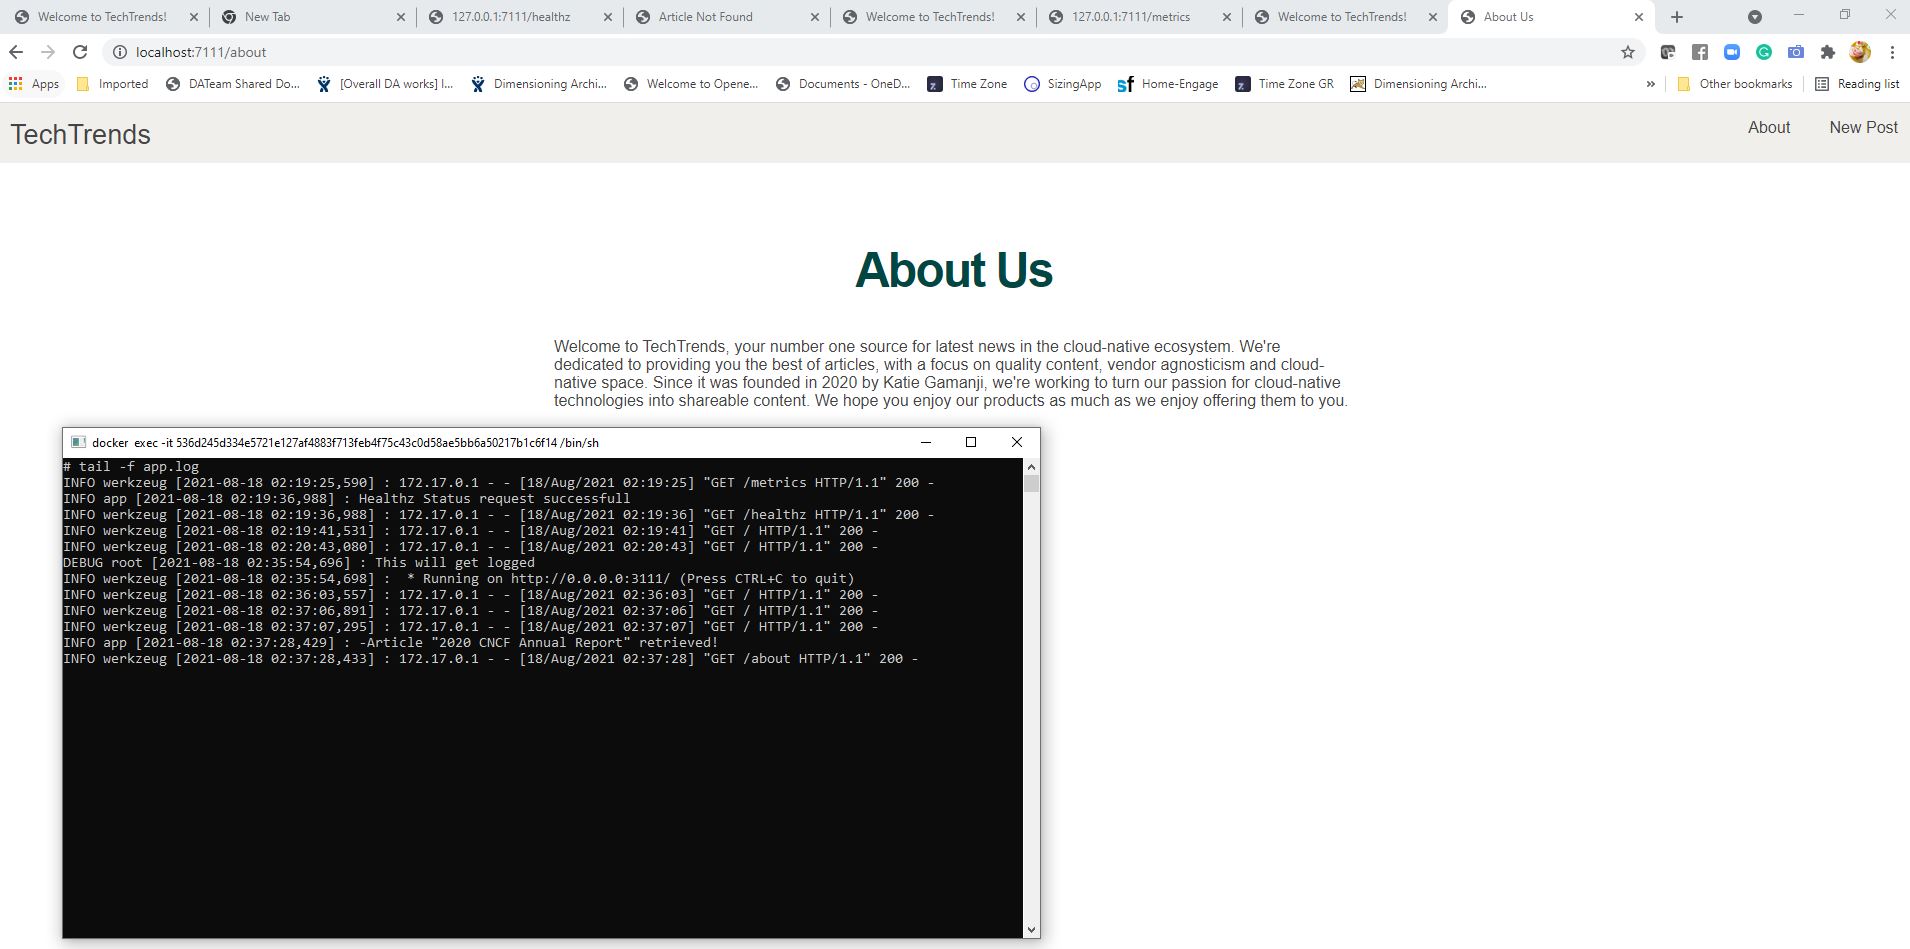 Welcome to TechTrends!
New Tab
127.0.0.1:7111/healthz
Article Not Found
Welcome to TechTrends!
127.0.0.1:7111/metrics
Welcome to TechTrends!
About Us
localhost:7111/about
Apps
Imported
DATeam Shared Do...
[Overall DA works] I...
Dimensioning Archi...
Welcome to Opene...
Documents - OneD...
Time Zone
SizingApp
Home-Engage
Time Zone GR
Dimensioning Archi...
»
Other bookmarks
Reading list
TechTrends
About
New Post
About Us
Welcome to TechTrends, your number one source for latest news in the cloud-native ecosystem. We're
dedicated to providing you the best of articles, with a focus on quality content, vendor agnosticism and cloud-
native space. Since it was founded in 2020 by Katie Gamanji, we're working to turn our passion for cloud-native
technologies into shareable content. We hope you enjoy our products as much as we enjoy offering them to you.
docker exec -it 536d245d334e5721e127af4883f713feb4f75c43c0d58ae5bb6a50217b1c6f14 /bin/sh
# tail -f app.log
INFO werkzeug [2021-08-18 02:19:25,590] : 172.17.0.1 - - [18/Aug/2021 02:19:25] "GET /metrics HTTP/1.1" 200 -
INFO app [2021-08-18 02:19:36,988] : Healthz Status request successfull
INFO werkzeug [2021-08-18 02:19:36,988] : 172.17.0.1 - - [18/Aug/2021 02:19:36] "GET /healthz HTTP/1.1" 200 -
INFO werkzeug [2021-08-18 02:19:41,531] : 172.17.0.1 - - [18/Aug/2021 02:19:41] "GET / HTTP/1.1" 200 -
INFO werkzeug [2021-08-18 02:20:43,080] : 172.17.0.1 - - [18/Aug/2021 02:20:43] "GET / HTTP/1.1" 200 -
DEBUG root [2021-08-18 02:35:54,696] : This will get logged
INFO werkzeug [2021-08-18 02:35:54,698] :  * Running on http://0.0.0.0:3111/ (Press CTRL+C to quit)
INFO werkzeug [2021-08-18 02:36:03,557] : 172.17.0.1 - - [18/Aug/2021 02:36:03] "GET / HTTP/1.1" 200 -
INFO werkzeug [2021-08-18 02:37:06,891] : 172.17.0.1 - - [18/Aug/2021 02:37:06] "GET / HTTP/1.1" 200 -
INFO werkzeug [2021-08-18 02:37:07,295] : 172.17.0.1 - - [18/Aug/2021 02:37:07] "GET / HTTP/1.1" 200 -
INFO app [2021-08-18 02:37:28,429] : -Article "2020 CNCF Annual Report" retrieved!
INFO werkzeug [2021-08-18 02:37:28,433] : 172.17.0.1 - - [18/Aug/2021 02:37:28] "GET /about HTTP/1.1" 200 -